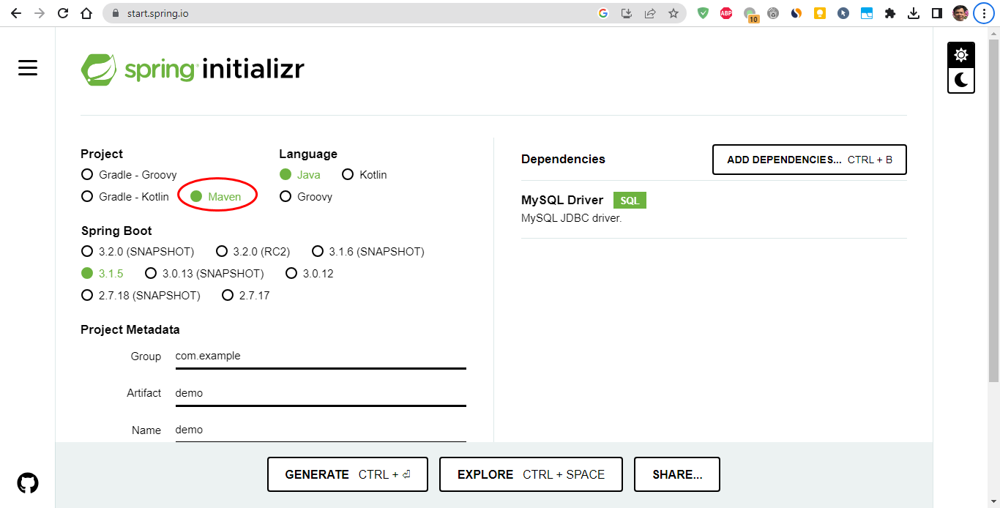 start.spring.io
ABP
10
spring initializr
Project
Gradle - Groovy
Gradle - Kotlin Maven
Language
Java Kotlin
Groovy
Spring Boot
3.2.0 (SNAPSHOT) 3.2.0 (RC2) 3.1.6 (SNAPSHOT)
3.1.5 3.0.13 (SNAPSHOT) 3.0.12
2.7.18 (SNAPSHOT) 2.7.17
Project Metadata
Group com.example
Artifact demo
Name demo
Dependencies ADD DEPENDENCIES... CTRL + B
MySQL Driver SQL
MySQL JDBC driver.
GENERATE CTRL + ⏎ EXPLORE CTRL + SPACE SHARE...